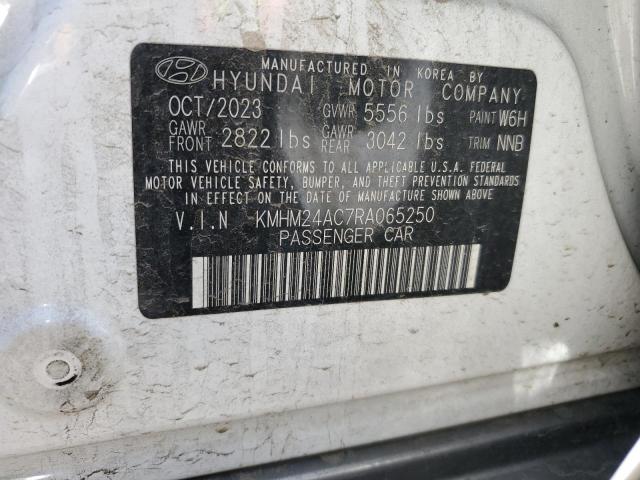 MANUFACTURED IN KOREA BY
HYUNDAI MOTOR COMPANY
OCT/2023 GVWR 5556 lbs PAINT W6H
GAWR FRONT 2822 lbs GAWR REAR 3042 lbs TRIM NNB
THIS VEHICLE CONFORMS TO ALL APPLICABLE U.S.A. FEDERAL
MOTOR VEHICLE SAFETY, BUMPER, AND THEFT PREVENTION STANDARDS
IN EFFECT ON THE DATE OF MANUFACTURE SHOWN ABOVE.
V.I.N KMHM24AC7RA065250
PASSENGER CAR